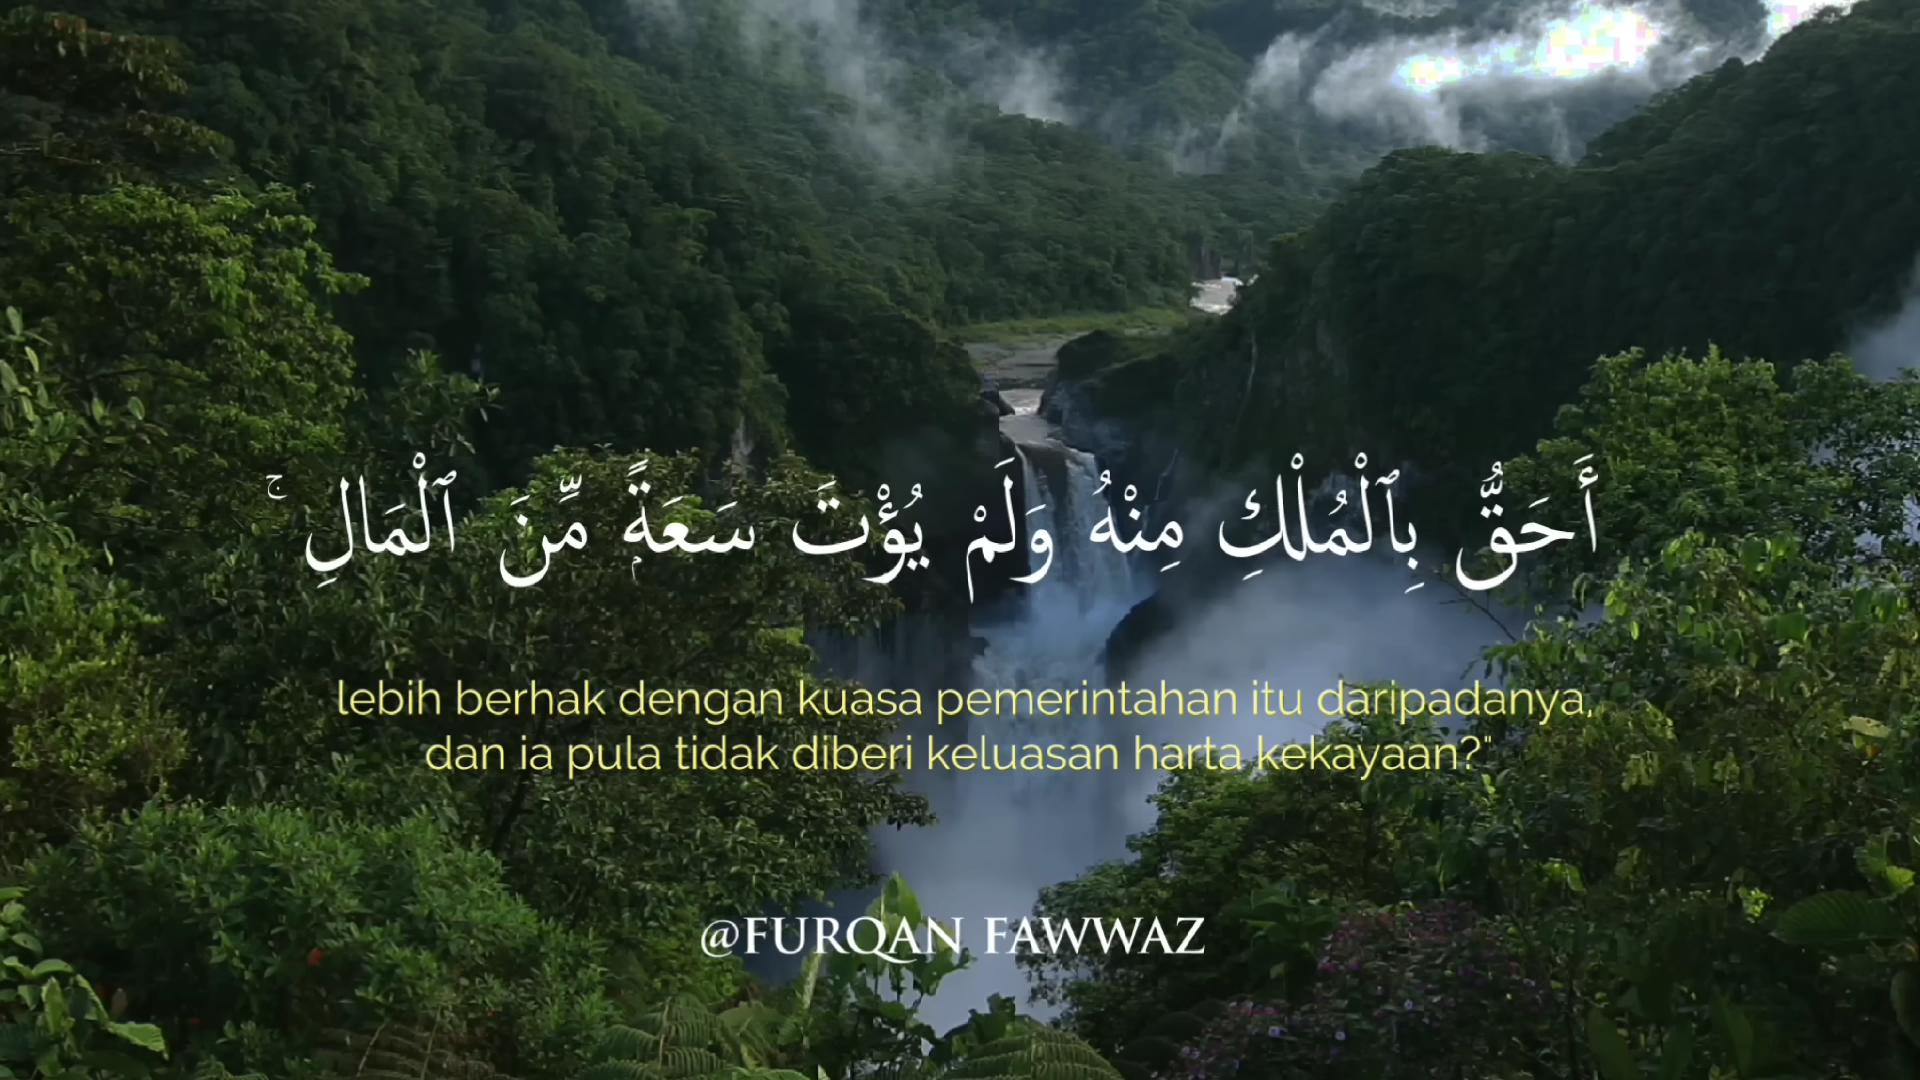 أَحَقُّ بِٱلْمُلْكِ مِنْهُ وَلَمْ يُؤْتَ سَعَةًۭ مِّنَ ٱلْمَالِ ۚ
lebih berhak dengan kuasa pemerintahan itu daripadanya,
dan ia pula tidak diberi keluasan harta kekayaan?"
@FURQAN FAWWAZ